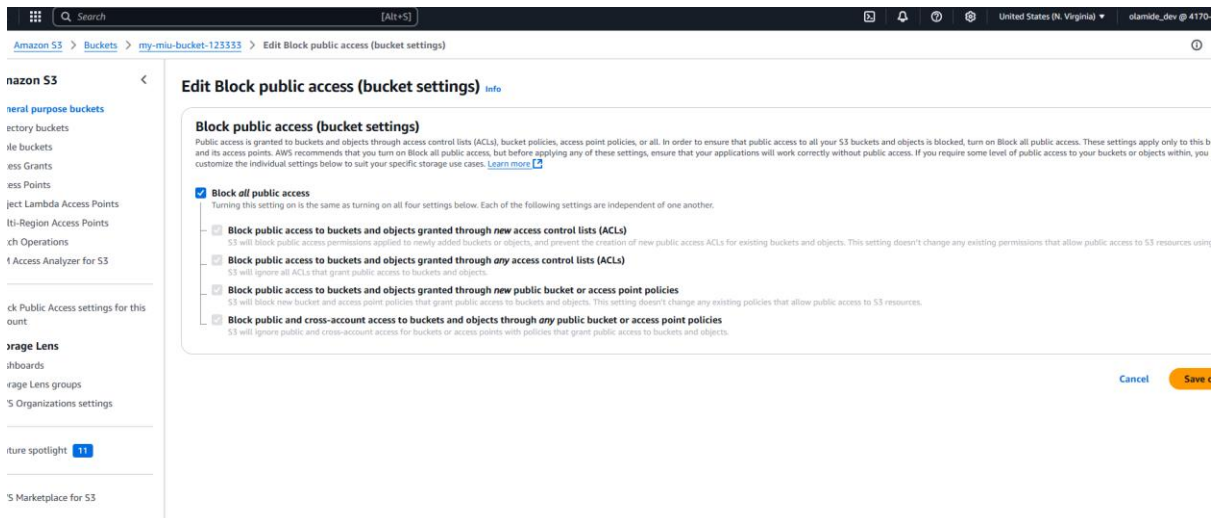 Search [Alt+S] United States (N. Virginia) olamide_dev @ 4170-
Amazon S3 > Buckets > my-miu-bucket-123333 > Edit Block public access (bucket settings)
nazon S3
neral purpose buckets
ectory buckets
le buckets
ess Grants
ess Points
ject Lambda Access Points
lti-Region Access Points
ch Operations
1 Access Analyzer for S3
ck Public Access settings for this
ount
orage Lens
shboards
rage Lens groups
'S Organizations settings
iture spotlight 11
'S Marketplace for S3
Edit Block public access (bucket settings) Info
Block public access (bucket settings)
Public access is granted to buckets and objects through access control lists (ACLs), bucket policies, access point policies, or all. In order to ensure that public access to all your S3 buckets and objects is blocked, turn on Block all public access. These settings apply only to this b
and its access points. AWS recommends that you turn on Block all public access, but before applying any of these settings, ensure that your applications will work correctly without public access. If you require some level of public access to your buckets or objects within, you
customize the individual settings below to suit your specific storage use cases. Learn more
Block all public access
Turning this setting on is the same as turning on all four settings below. Each of the following settings are independent of one another.
Block public access to buckets and objects granted through new access control lists (ACLs)
S3 will block public access permissions applied to newly added buckets or objects, and prevent the creation of new public access ACLs for existing buckets and objects. This setting doesn't change any existing permissions that allow public access to S3 resources using
Block public access to buckets and objects granted through any access control lists (ACLs)
S3 will ignore all ACLs that grant public access to buckets and objects.
Block public access to buckets and objects granted through new public bucket or access point policies
S3 will block new bucket and access point policies that grant public access to buckets and objects. This setting doesn't change any existing policies that allow public access to S3 resources.
Block public and cross-account access to buckets and objects through any public bucket or access point policies
S3 will ignore public and cross-account access for buckets or access points with policies that grant public access to buckets and objects.
Cancel Save c